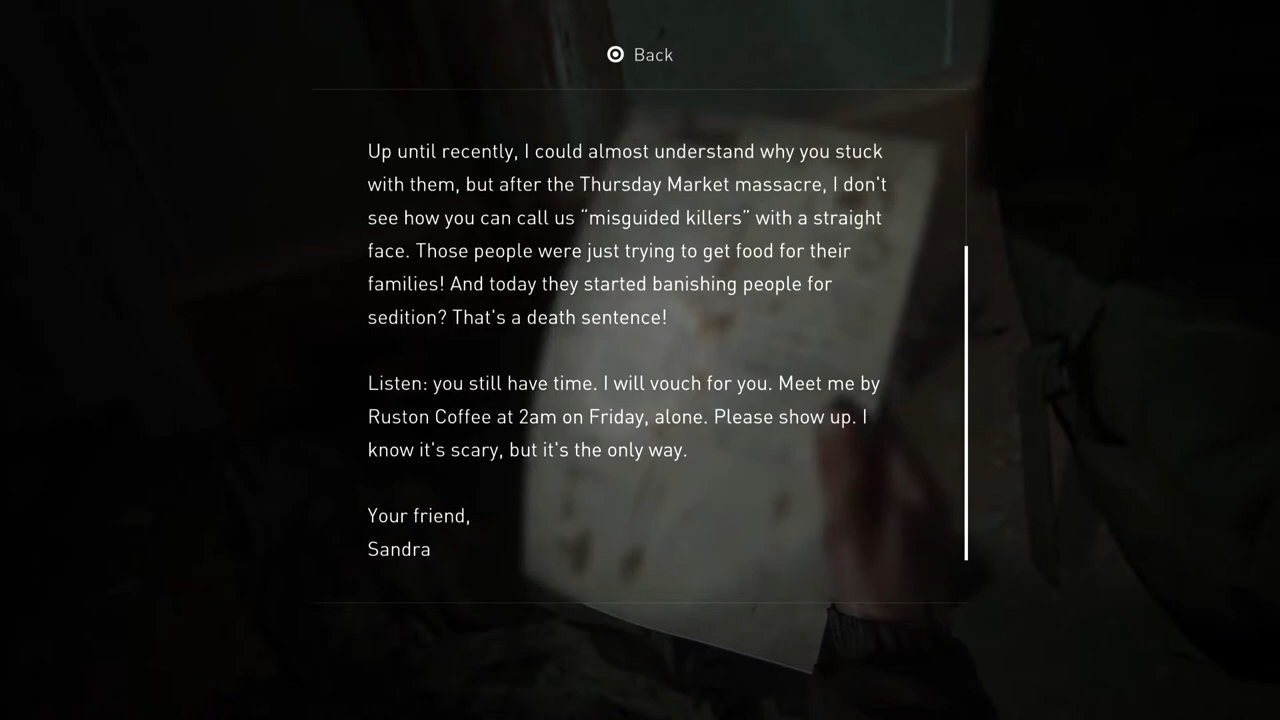 Back
Up until recently, I could almost understand why you stuck
with them, but after the Thursday Market massacre, I don't
see how you can call us “misguided killers” with a straight
face. Those people were just trying to get food for their
families! And today they started banishing people for
sedition? That's a death sentence!
Listen: you still have time. I will vouch for you. Meet me by
Ruston Coffee at 2am on Friday, alone. Please show up. I
know it's scary, but it's the only way.
Your friend,
Sandra